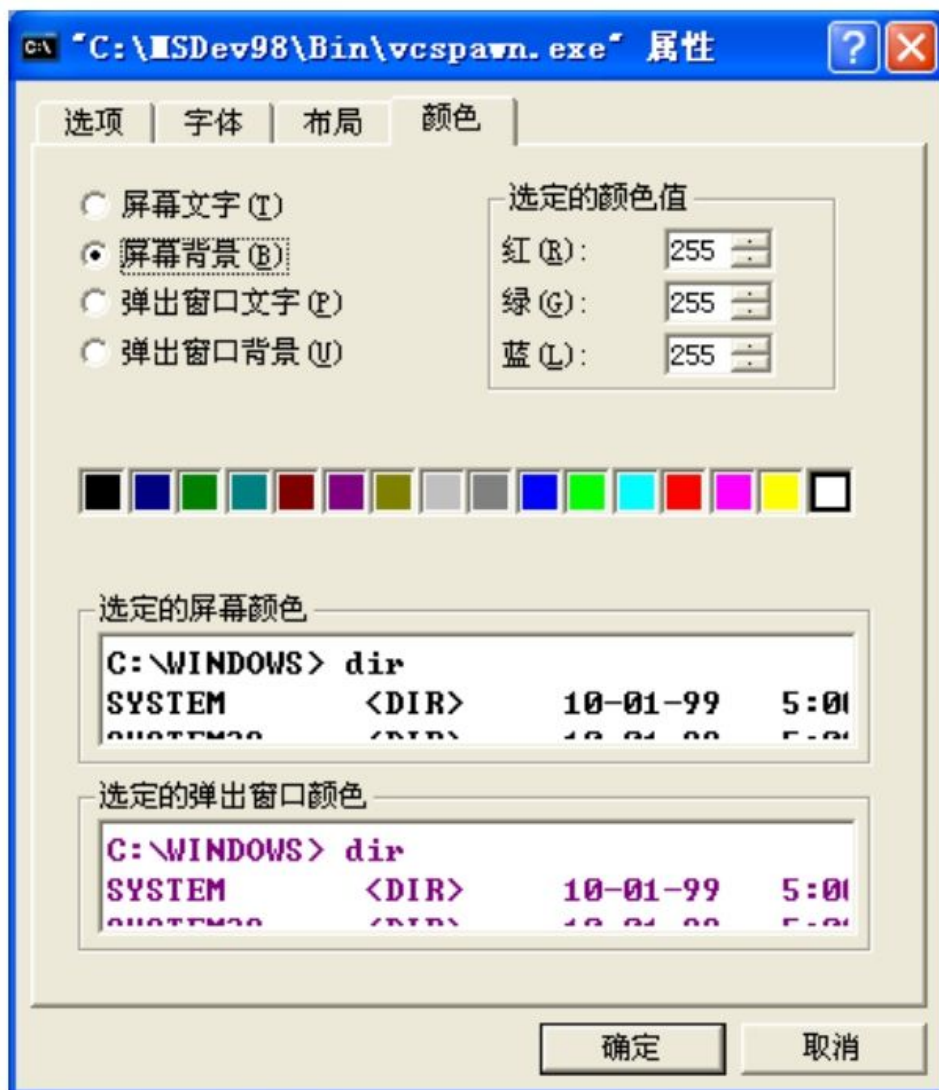 "C:\MSDev98\Bin\vcspawn.exe" 属性
选项 字体 布局 颜色
屏幕文字(T)
屏幕背景(B)
弹出窗口文字(P)
弹出窗口背景(U)
选定的颜色值
红(R): 255
绿(G): 255
蓝(L): 255
选定的屏幕颜色
C:\WINDOWS> dir
SYSTEM <DIR> 10-01-99 5:00
选定的弹出窗口颜色
C:\WINDOWS> dir
SYSTEM <DIR> 10-01-99 5:00
确定 取消